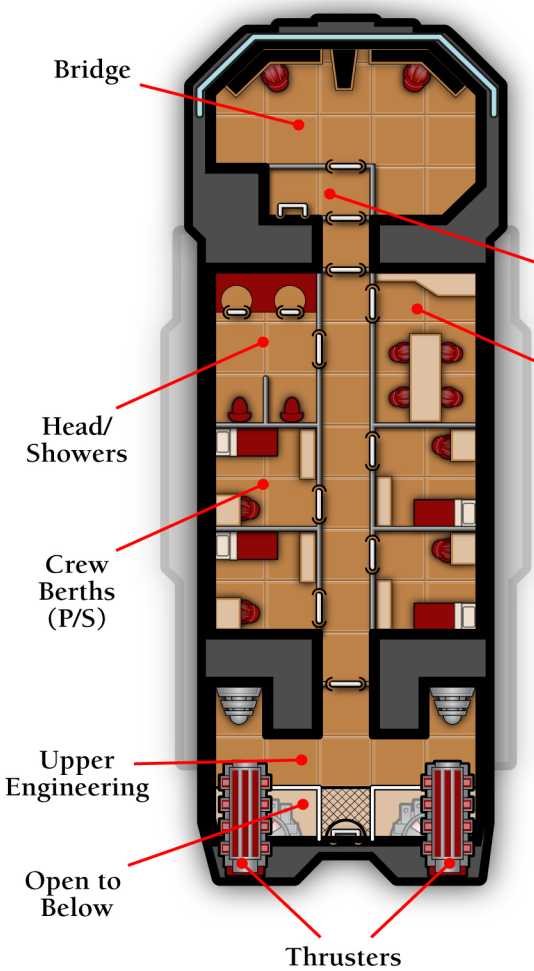 Bridge
Head/
Showers
Crew
Berths
(P/S)
Upper
Engineering
Open to
Below
Thrusters